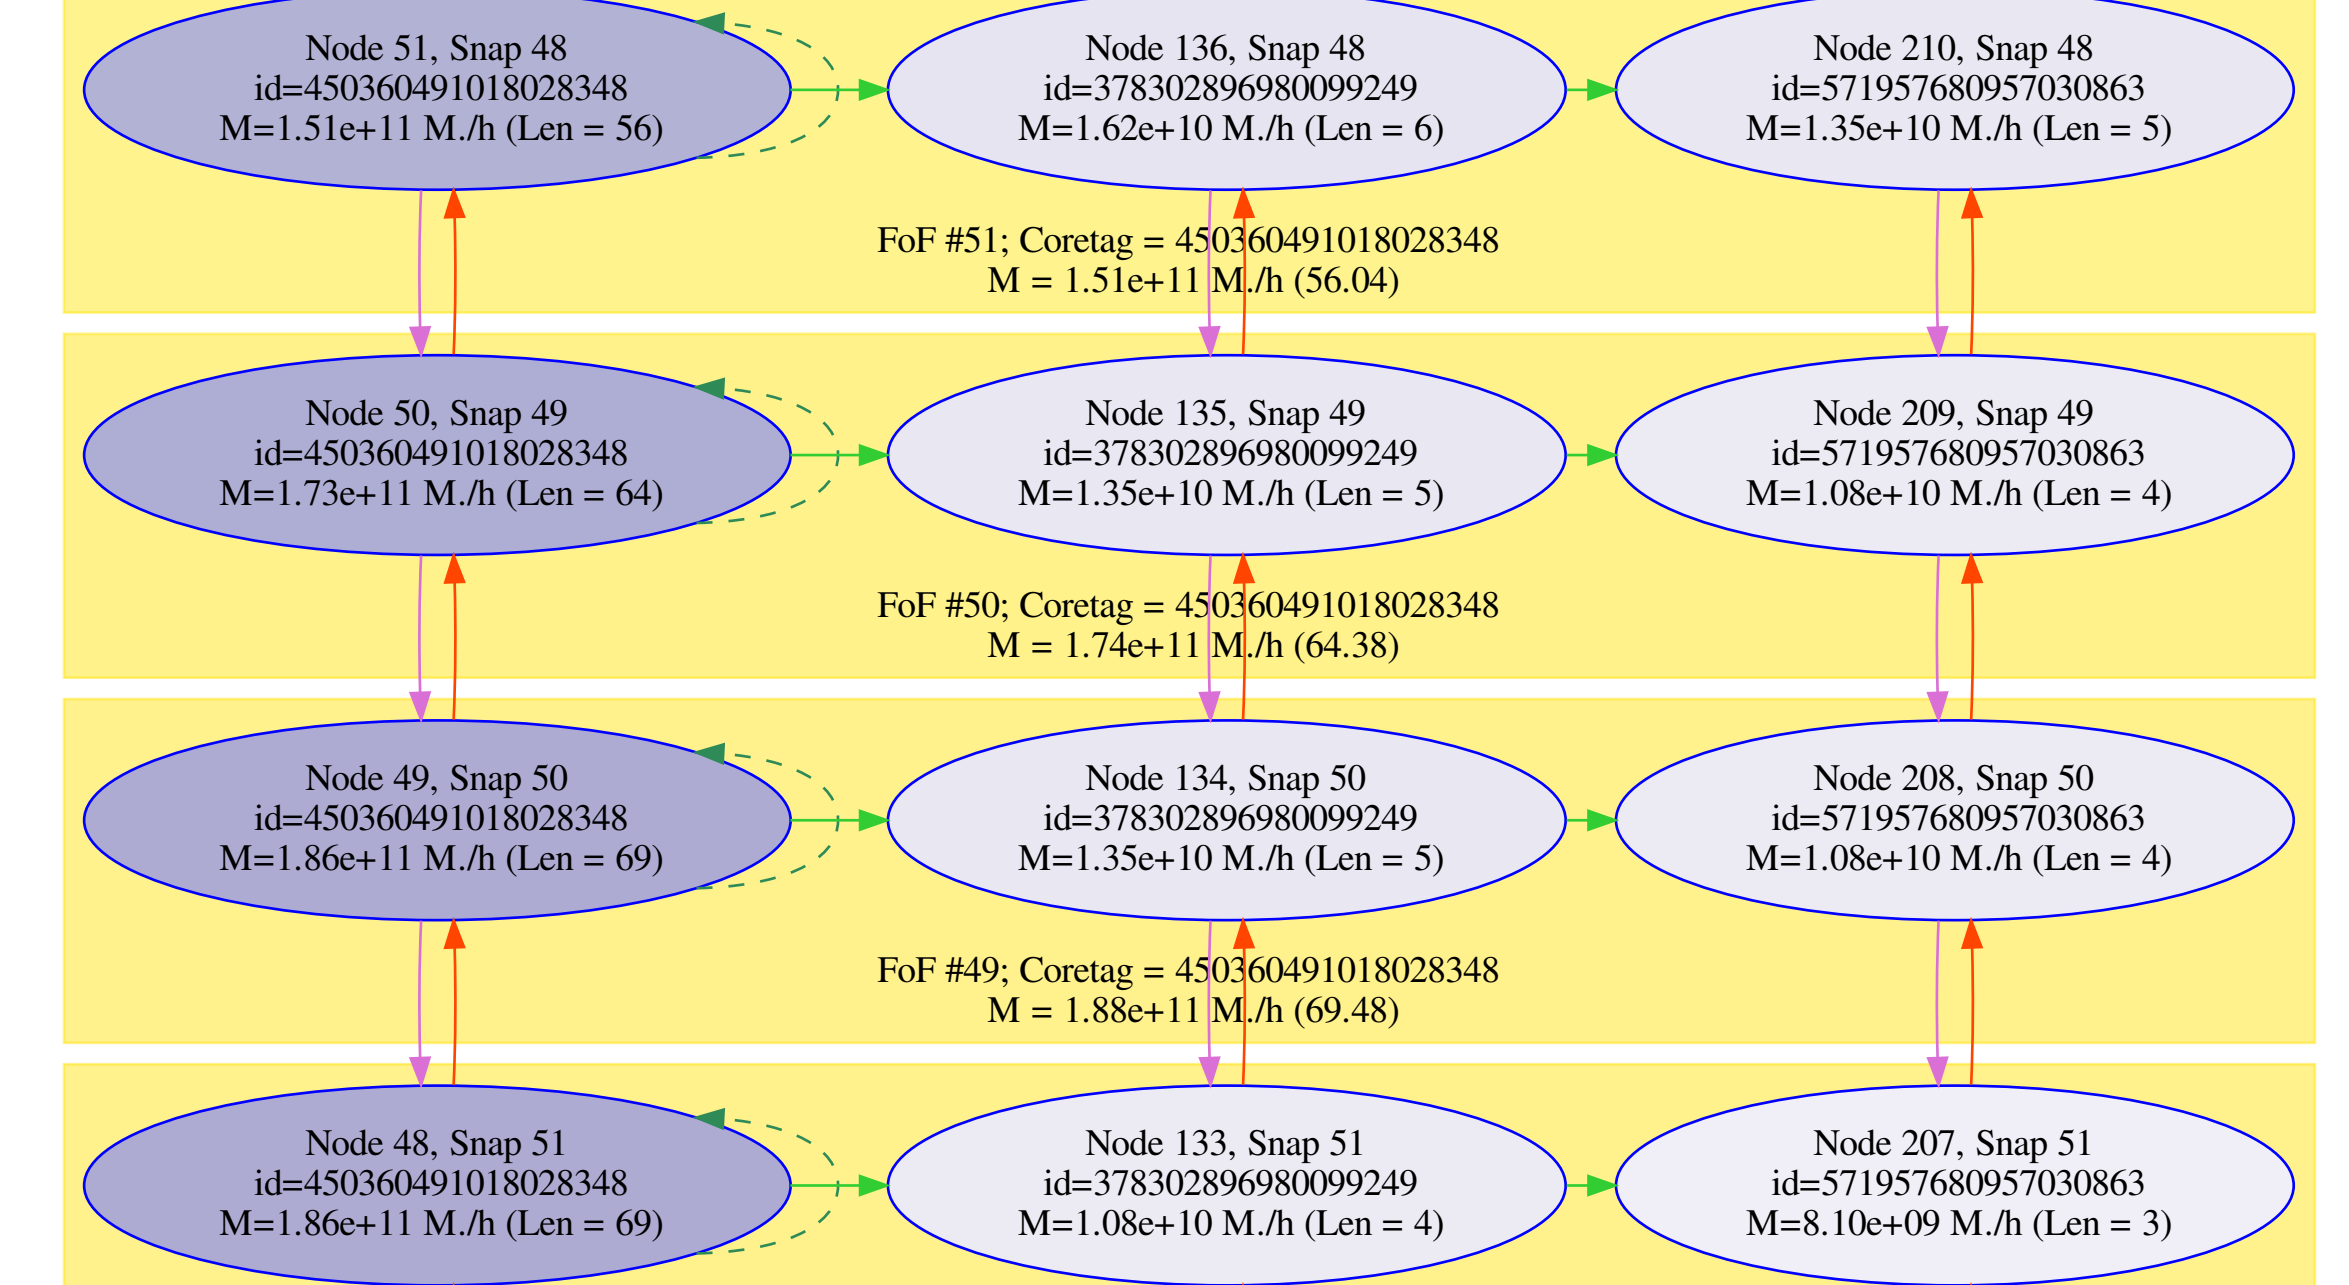 Node 51, Snap 48
id=450360491018028348
M=1.51e+11 M./h (Len = 56)
Node 136, Snap 48
id=378302896980099249
M=1.62e+10 M./h (Len = 6)
Node 210, Snap 48
id=571957680957030863
M=1.35e+10 M./h (Len = 5)
FoF #51; Coretag = 450360491018028348
M = 1.51e+11 M./h (56.04)
Node 50, Snap 49
id=450360491018028348
M=1.73e+11 M./h (Len = 64)
Node 135, Snap 49
id=378302896980099249
M=1.35e+10 M./h (Len = 5)
Node 209, Snap 49
id=571957680957030863
M=1.08e+10 M./h (Len = 4)
FoF #50; Coretag = 450360491018028348
M = 1.74e+11 M./h (64.38)
Node 49, Snap 50
id=450360491018028348
M=1.86e+11 M./h (Len = 69)
Node 134, Snap 50
id=378302896980099249
M=1.35e+10 M./h (Len = 5)
Node 208, Snap 50
id=571957680957030863
M=1.08e+10 M./h (Len = 4)
FoF #49; Coretag = 450360491018028348
M = 1.88e+11 M./h (69.48)
Node 48, Snap 51
id=450360491018028348
M=1.86e+11 M./h (Len = 69)
Node 133, Snap 51
id=378302896980099249
M=1.08e+10 M./h (Len = 4)
Node 207, Snap 51
id=571957680957030863
M=8.10e+09 M./h (Len = 3)